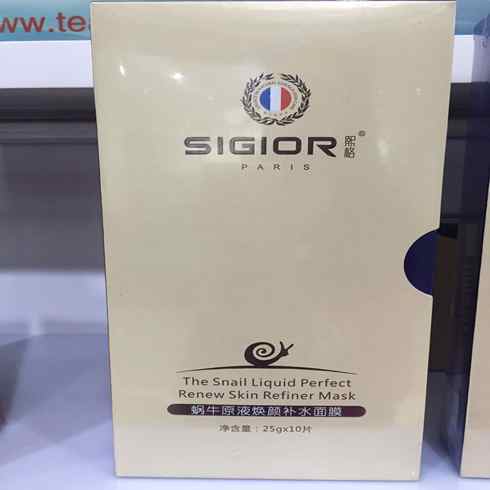 www.tea
SIGIOR®
熙格
PARIS
The Snail Liquid Perfect
Renew Skin Refiner Mask
蜗牛原液焕颜补水面膜
净含量：25gx10片